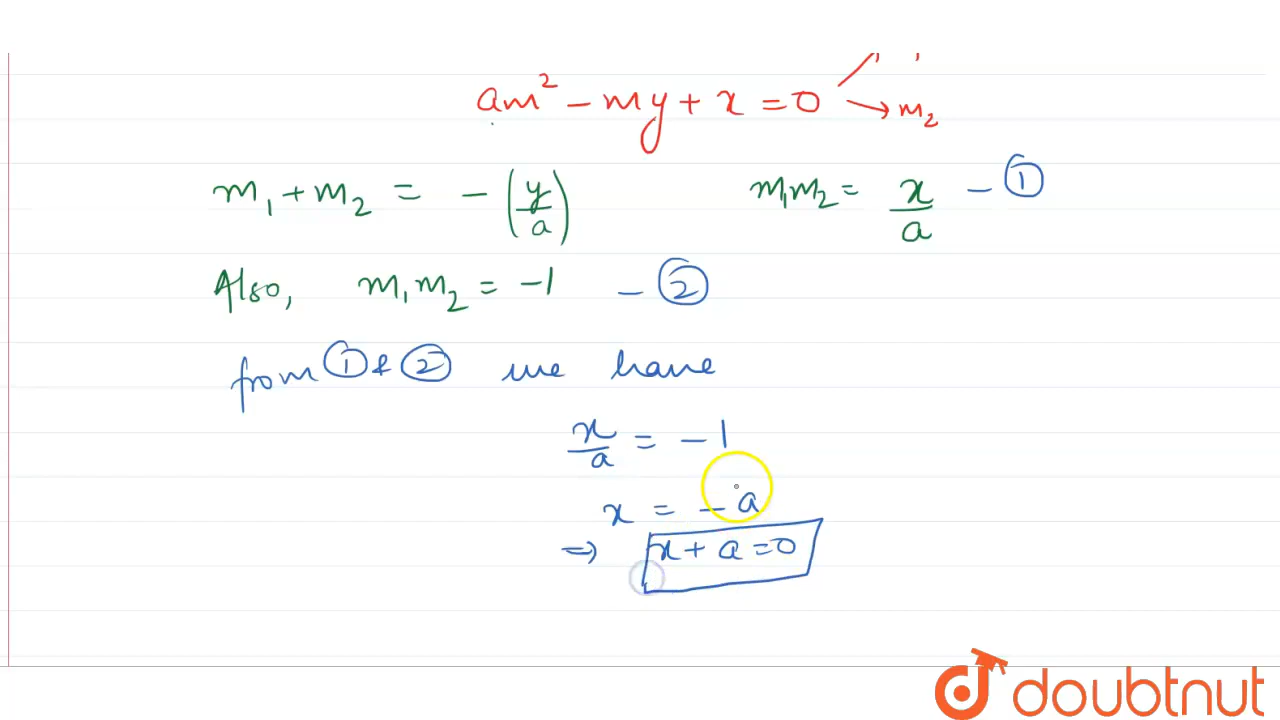 am² - my + x = 0 → m₂
m₁ + m₂ = - (y/a) m₁m₂ = x/a - ①
Also, m₁m₂ = -1 - ②
from ① & ② we have
x/a = -1
x = -a
⇒ x + a = 0
doubtnut